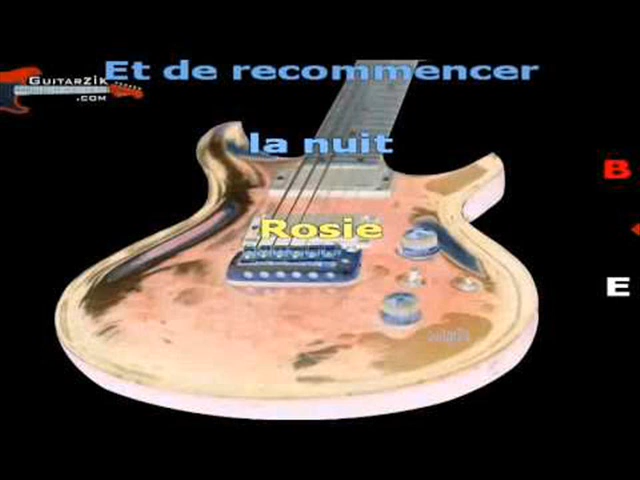 GUITARZIK
.COM
Et de recommencer
la nuit
Rosie
B
E